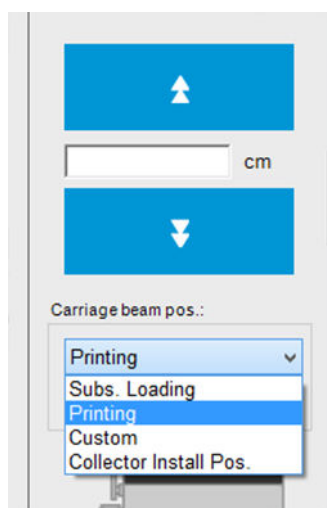 cm
Carriage beam pos.:
Printing
Subs. Loading
Printing
Custom
Collector Install Pos.